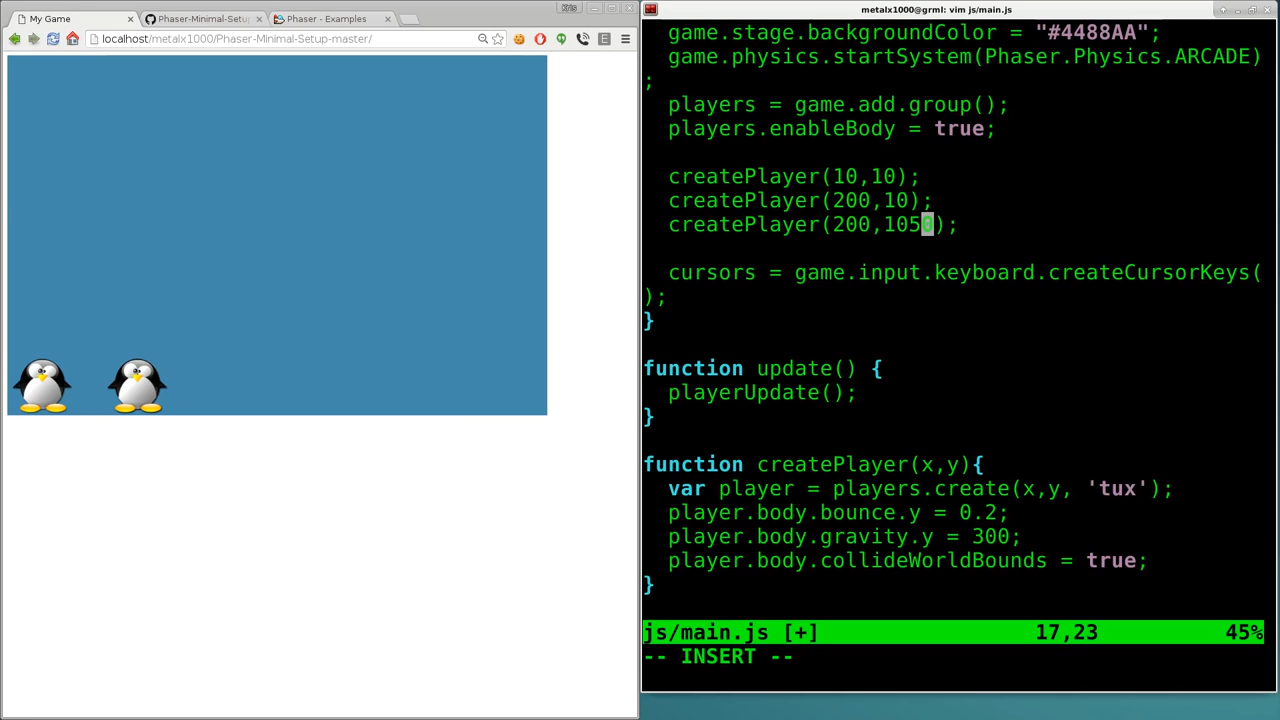 Kris
My Game
Phaser-Minimal-Setup
Phaser - Examples
localhost/metalx1000/Phaser-Minimal-Setup-master/
metalx1000@grml: vim js/main.js
game.stage.backgroundColor = "#4488AA";
game.physics.startSystem(Phaser.Physics.ARCADE)
;
players = game.add.group();
players.enableBody = true;
createPlayer(10,10);
createPlayer(200,10);
createPlayer(200,1050);
cursors = game.input.keyboard.createCursorKeys(
);
}
function update() {
playerUpdate();
}
function createPlayer(x,y){
var player = players.create(x,y, 'tux');
player.body.bounce.y = 0.2;
player.body.gravity.y = 300;
player.body.collideWorldBounds = true;
}
js/main.js [+] 17,23 45%
-- INSERT --